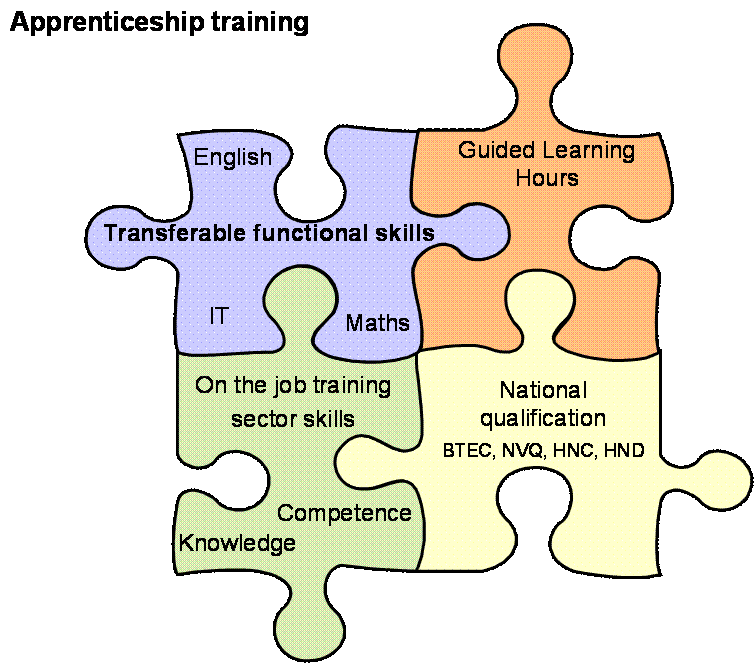 Apprenticeship training
English
Transferable functional skills
IT
Maths
Guided Learning
Hours
On the job training
sector skills
Competence
Knowledge
National
qualification
BTEC, NVQ, HNC, HND